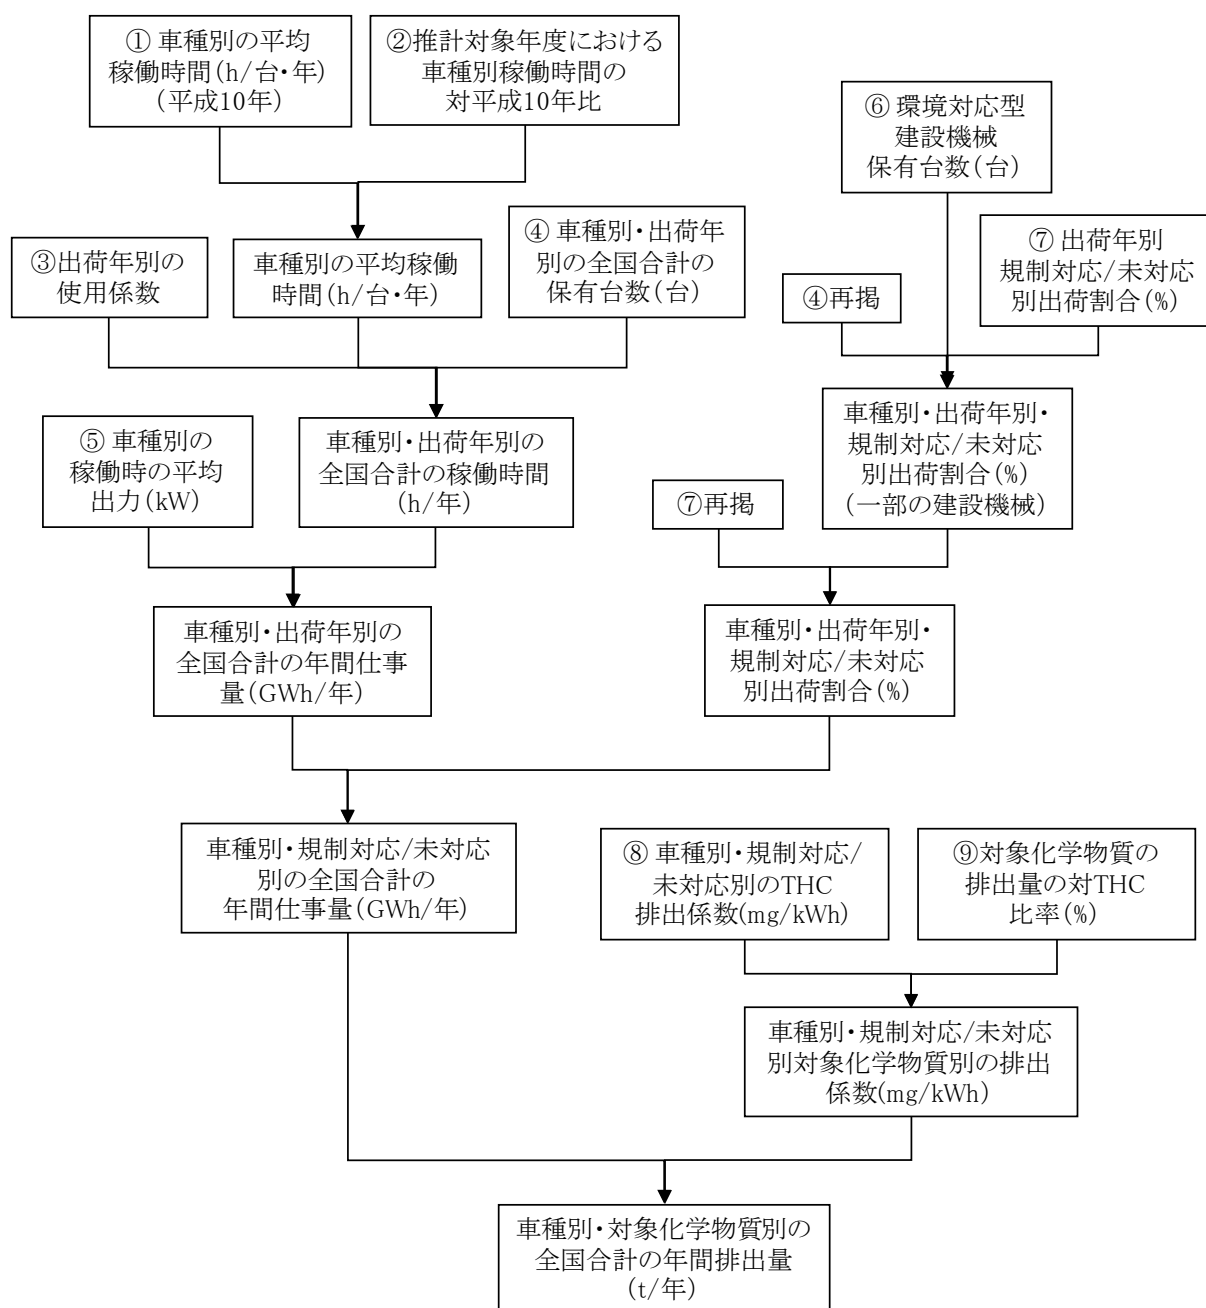 ① 車種別の平均
稼働時間(h/台・年)
(平成10年)
②推計対象年度における
車種別稼働時間の
対平成10年比
⑥ 環境対応型
建設機械
保有台数(台)
③出荷年別の
使用係数
車種別の平均稼働
時間(h/台・年)
④ 車種別・出荷年
別の全国合計の
保有台数(台)
④再掲
⑦ 出荷年別
規制対応/未対応
別出荷割合(%)
⑤ 車種別の
稼働時の平均
出力(kW)
車種別・出荷年別の
全国合計の稼働時間
(h/年)
⑦再掲
車種別・出荷年別・
規制対応/未対応
別出荷割合(%)
(一部の建設機械)
車種別・出荷年別の
全国合計の年間仕事
量(GWh/年)
車種別・出荷年別・
規制対応/未対応
別出荷割合(%)
車種別・規制対応/未対応
別の全国合計の
年間仕事量(GWh/年)
⑧ 車種別・規制対応/
未対応別のTHC
排出係数(mg/kWh)
⑨対象化学物質の
排出量の対THC
比率(%)
車種別・規制対応/未対応
別対象化学物質別の排出
係数(mg/kWh)
車種別・対象化学物質別の
全国合計の年間排出量
(t/年)